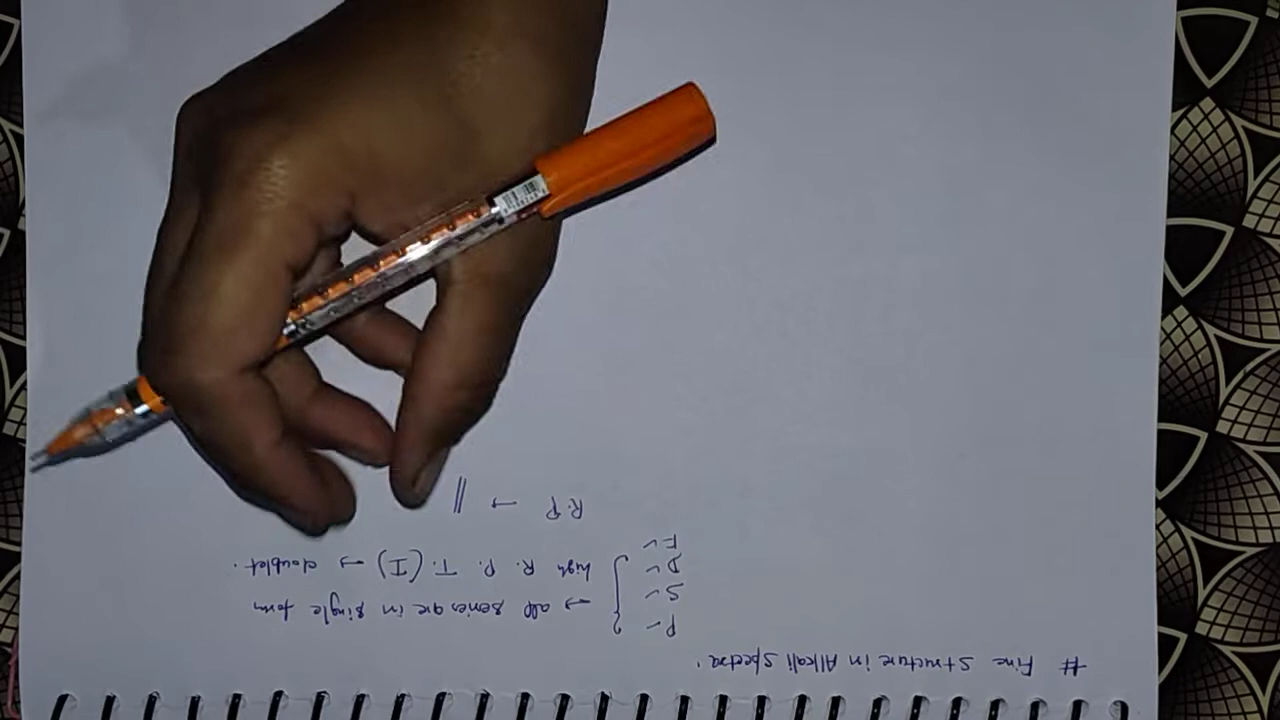 # Fine Structure in Alkali Spectra.
P ✓
S ✓ → all series are in single form
D ✓ high R. P. T. (I) → doublet.
F ✓
R.P → ||